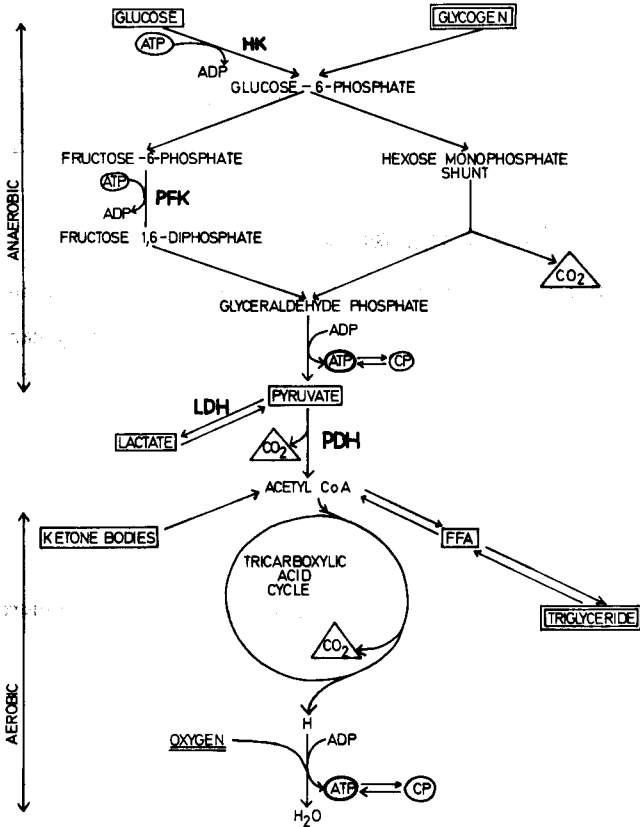 GLUCOSE
GLYCOGEN
ATP
HK
ADP
GLUCOSE-6-PHOSPHATE
FRUCTOSE-6-PHOSPHATE
HEXOSE MONOPHOSPHATE
SHUNT
ATP
PFK
ADP
FRUCTOSE 1,6-DIPHOSPHATE
CO2
ANAEROBIC
GLYCERALDEHYDE PHOSPHATE
ADP
ATP
CP
LDH
PYRUVATE
LACTATE
CO2
PDH
ACETYL CoA
KETONE BODIES
FFA
TRICARBOXYLIC
ACID
CYCLE
TRIGLYCERIDE
CO2
AEROBIC
H
OXYGEN
ADP
ATP
CP
H2O